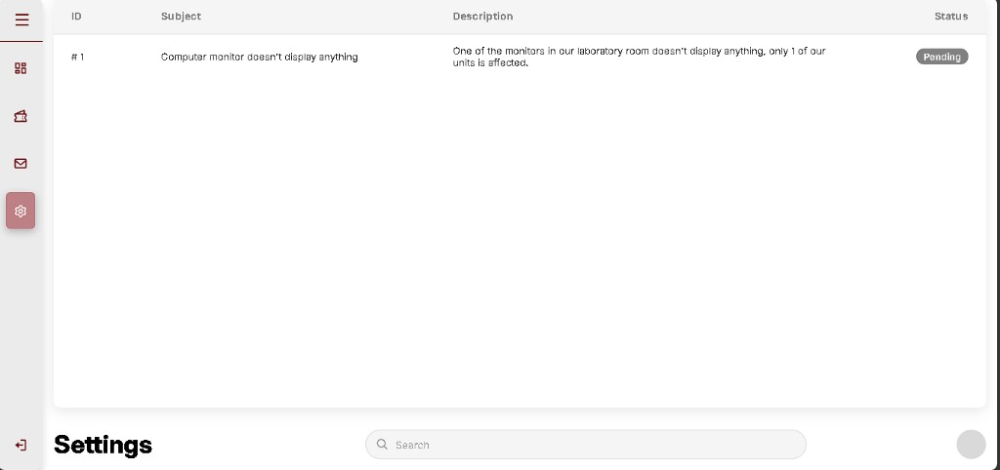 ID Subject Description Status
# 1 Computer monitor doesn't display anything One of the monitors in our laboratory room doesn't display anything, only 1 of our
units is affected. Pending
Settings Search